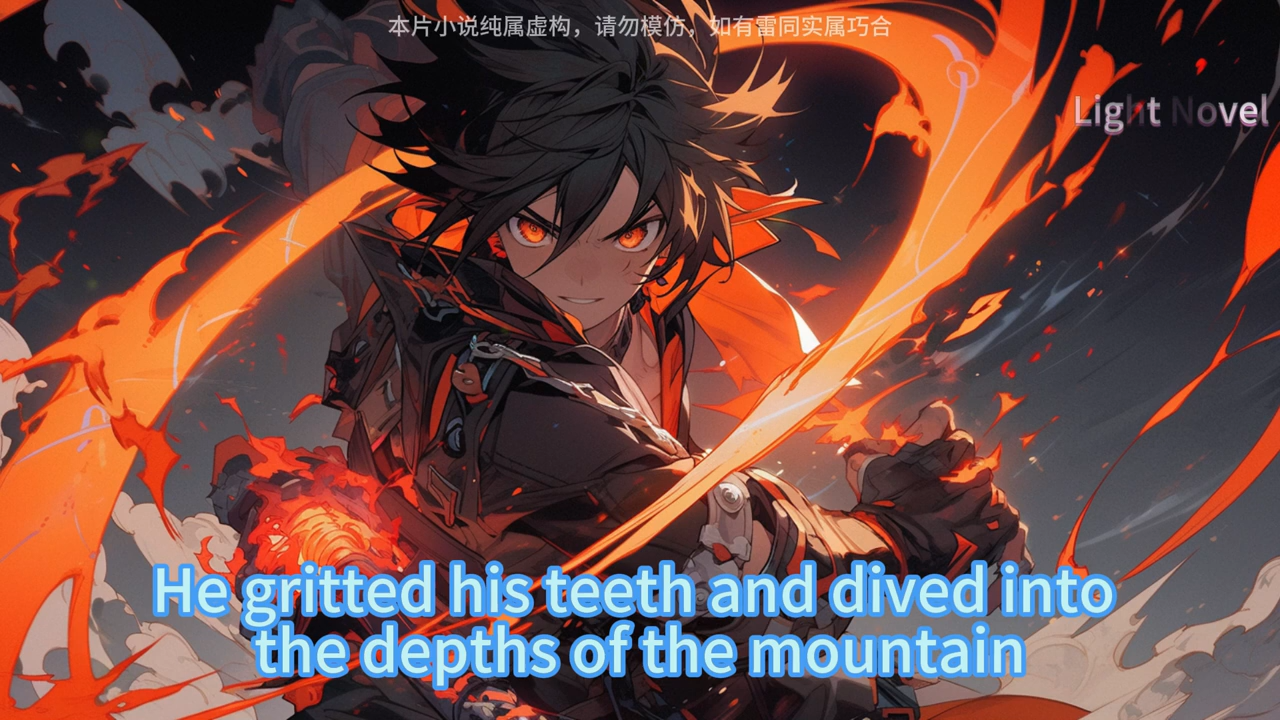 本片小说纯属虚构，请勿模仿，如有雷同实属巧合
Light Novel
He gritted his teeth and dived into
the depths of the mountain